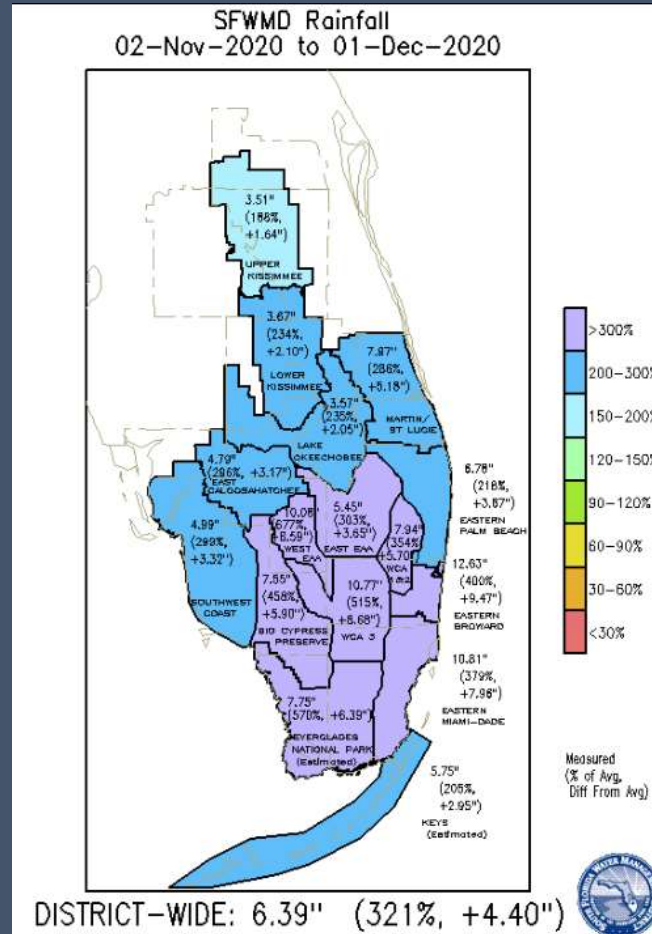 SFWMD Rainfall
02-Nov-2020 to 01-Dec-2020
3.51"
(188%,
+1.64")
UPPER
KISSIMMEE
3.67"
(234%,
+2.10")
LOWER
KISSIMMEE
7.97"
(286%,
+5.18")
MARTIN/
ST LUCIE
3.57"
(235%,
+2.05")
LAKE
OKEECHOBEE
4.79"
(296%, +3.17")
EAST
CALOOSAHATCHEE
4.99"
(299%,
+3.32")
SOUTHWEST
COAST
10.08"
(677%,
+8.59")
WEST
EAA
5.45"
(303%,
+3.65")
EAST EAA
7.94"
(354%,
+5.70")
WCA
1&2
6.78"
(218%,
+3.67")
EASTERN
PALM BEACH
7.55"
(458%,
+5.90")
BIG CYPRESS
PRESERVE
10.77"
(515%,
+8.68")
WCA 3
12.63"
(400%,
+9.47")
EASTERN
BROWARD
10.81"
(379%,
+7.96")
EASTERN
MIAMI-DADE
7.75"
(570%, +6.39")
EVERGLADES
NATIONAL PARK
(Estimated)
5.75"
(205%,
+2.95")
KEYS
(Estimated)
>300%
200-300%
150-200%
120-150%
90-120%
60-90%
30-60%
<30%
Measured
(% of Avg,
Diff From Avg)
DISTRICT-WIDE: 6.39" (321%, +4.40")